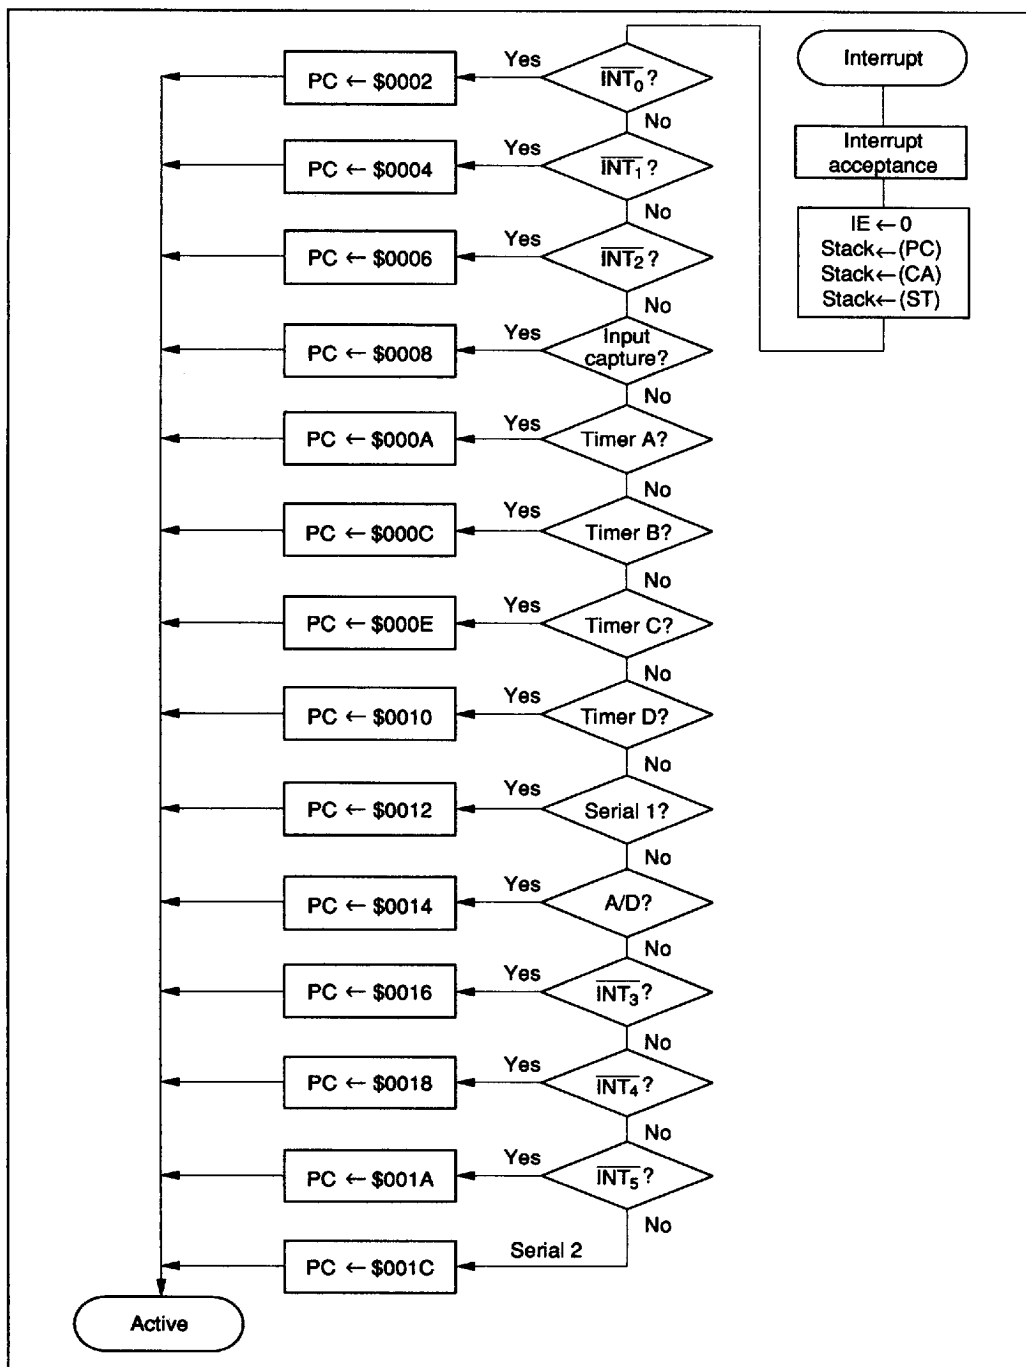 Interrupt
Interrupt
acceptance
IE ← 0
Stack←(PC)
Stack←(CA)
Stack←(ST)
PC ← $0002
Yes
INT0?
No
PC ← $0004
Yes
INT1?
No
PC ← $0006
Yes
INT2?
No
PC ← $0008
Yes
Input
capture?
No
PC ← $000A
Yes
Timer A?
No
PC ← $000C
Yes
Timer B?
No
PC ← $000E
Yes
Timer C?
No
PC ← $0010
Yes
Timer D?
No
PC ← $0012
Yes
Serial 1?
No
PC ← $0014
Yes
A/D?
No
PC ← $0016
Yes
INT3?
No
PC ← $0018
Yes
INT4?
No
PC ← $001A
Yes
INT5?
No
PC ← $001C
Serial 2
Active